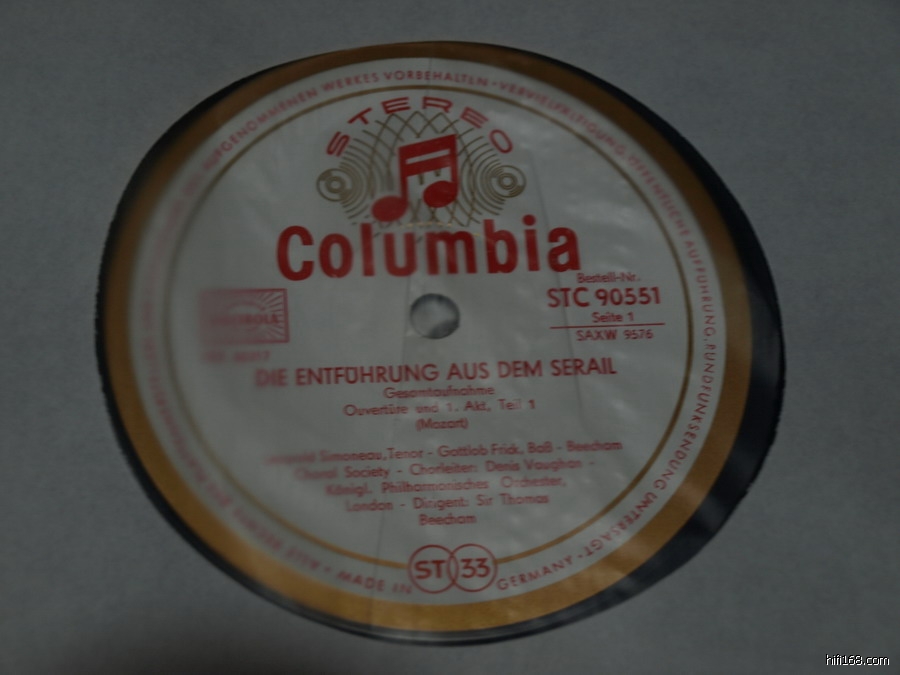 AUFGENOMMENEN WERKES VORBEHALTEN · VERVIELFÄLTIGUNG, ÖFFENTLICHE AUFFÜHRUNG, RUNDFUNKSENDUNG UNTERSAGT ·
STEREO
Columbia
Bestell-Nr.
STC 90551
Seite 1
SAXW 9576
DIE ENTFÜHRUNG AUS DEM SERAIL
Gesamtaufnahme
Ouvertüre und 1. Akt, Teil 1
(Mozart)
Simoneau, Tenor - Gottlob Frick, Baß - Beecham
Choral Society - Chorleiter: Denis Vaughan -
Königl. Philharmonisches Orchester,
London - Dirigent: Sir Thomas
Beecham
ST 33
MADE IN GERMANY
hifi168.com